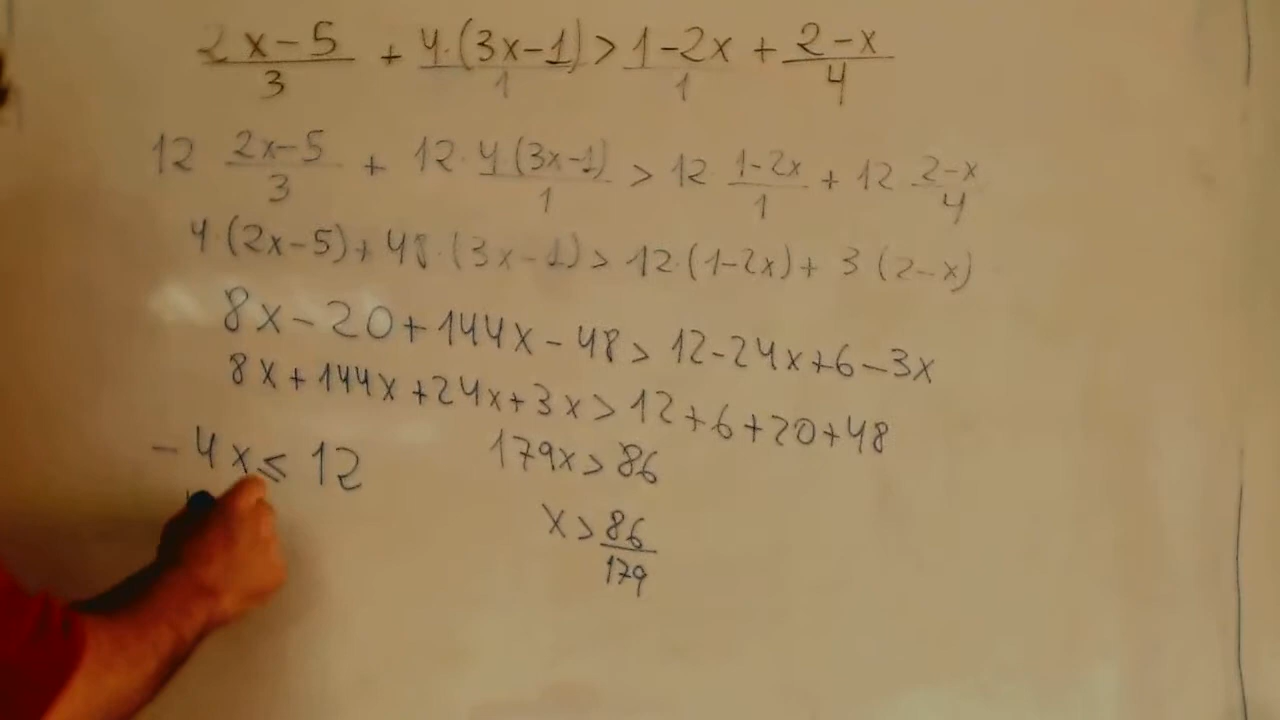 2x-5/3 + 4·(3x-1)/1 > 1-2x/1 + 2-x/4
12 2x-5/3 + 12· 4(3x-1)/1 > 12 1-2x/1 + 12 2-x/4
4·(2x-5)+48·(3x-1)> 12·(1-2x)+ 3(2-x)
8x-20+144x-48> 12-24x+6-3x
8x+144x+24x+3x> 12+6+20+48
-4x≤ 12
179x> 86
x> 86/179